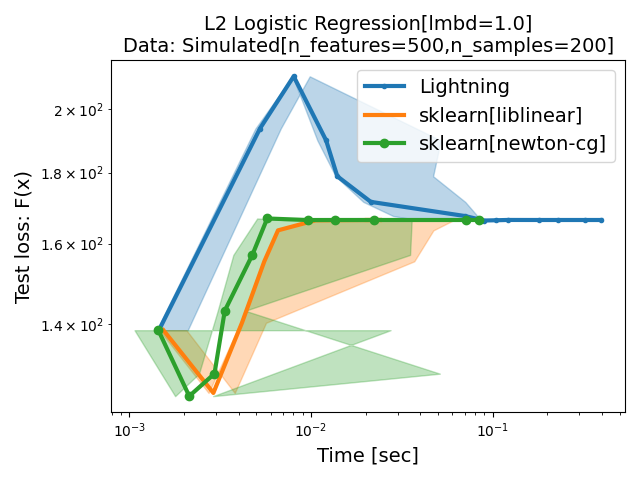 L2 Logistic Regression[lmbd=1.0]
Data: Simulated[n_features=500,n_samples=200]
Test loss: F(x)
2 × 10²
1.8 × 10²
1.6 × 10²
1.4 × 10²
Lightning
sklearn[liblinear]
sklearn[newton-cg]
10⁻³ 10⁻² 10⁻¹
Time [sec]